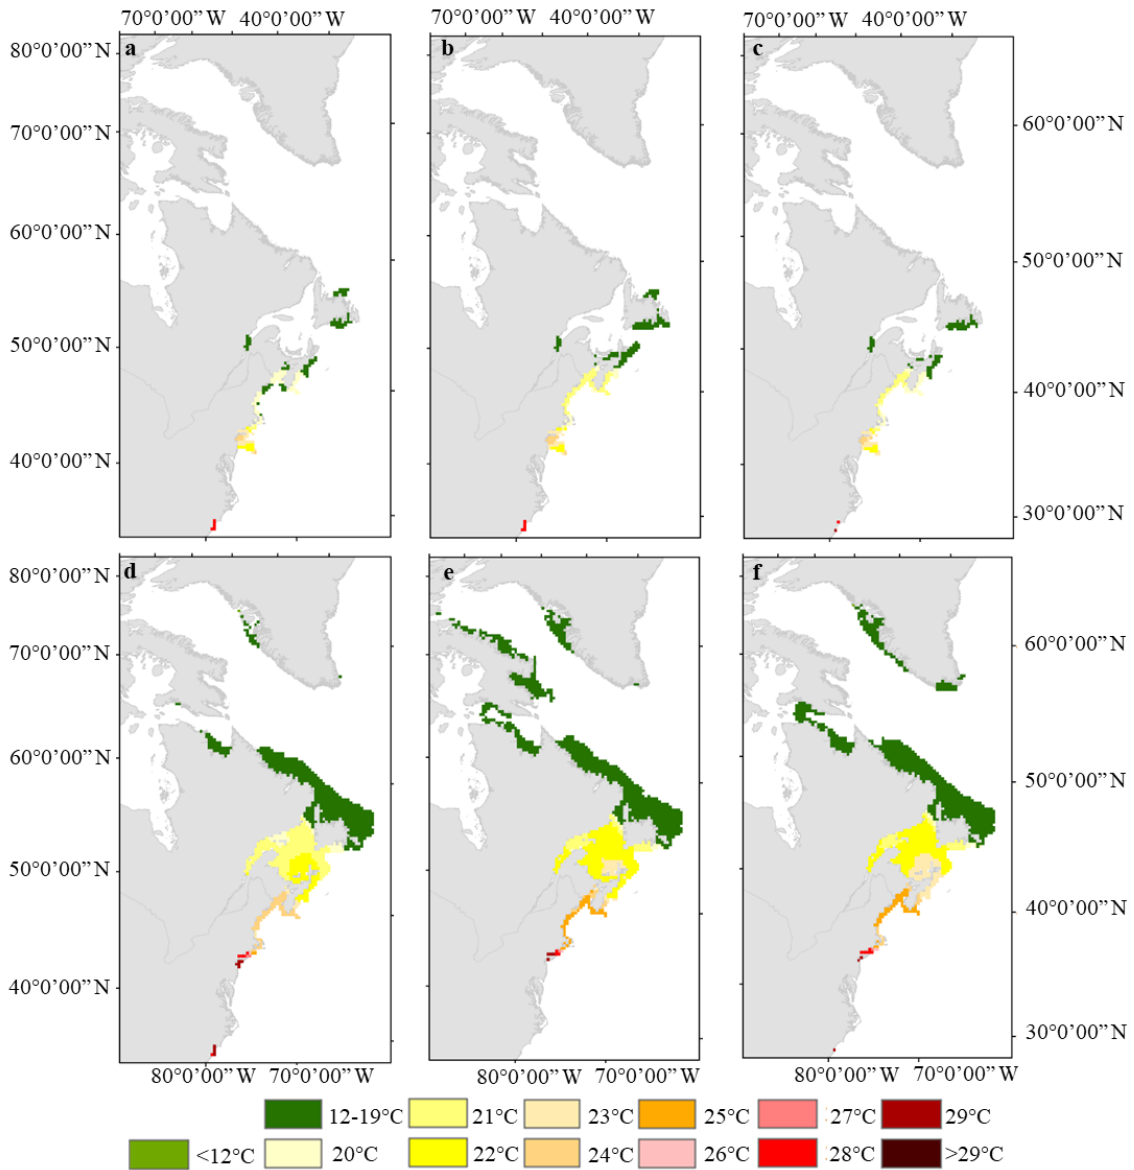 70°0'00”W 40°0'00”W 70°0'00”W 40°0'00”W 70°0'00”W 40°0'00”W
80°0’00”N a b c
70°0’00”N 60°0’00”N
60°0’00”N 50°0’00”N
50°0’00”N 40°0’00”N
40°0’00”N 30°0’00”N
80°0’00”N d e f
70°0’00”N 60°0’00”N
60°0’00”N 50°0’00”N
50°0’00”N 40°0’00”N
40°0’00”N 30°0’00”N
80°0'00”W 70°0'00”W 80°0'00”W 70°0'00”W 80°0'00”W 70°0'00”W
12-19°C 21°C 23°C 25°C 27°C 29°C
<12°C 20°C 22°C 24°C 26°C 28°C >29°C